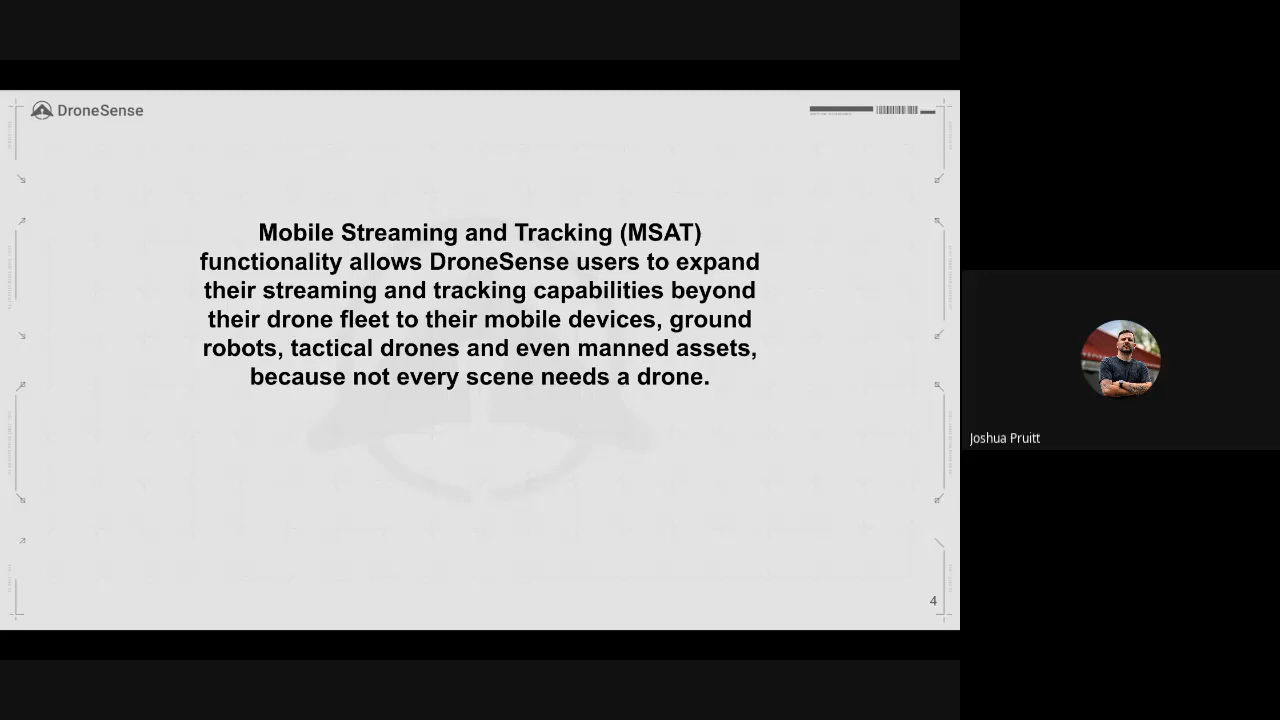 DroneSense
Mobile Streaming and Tracking (MSAT)
functionality allows DroneSense users to expand
their streaming and tracking capabilities beyond
their drone fleet to their mobile devices, ground
robots, tactical drones and even manned assets,
because not every scene needs a drone.
4
Joshua Pruitt